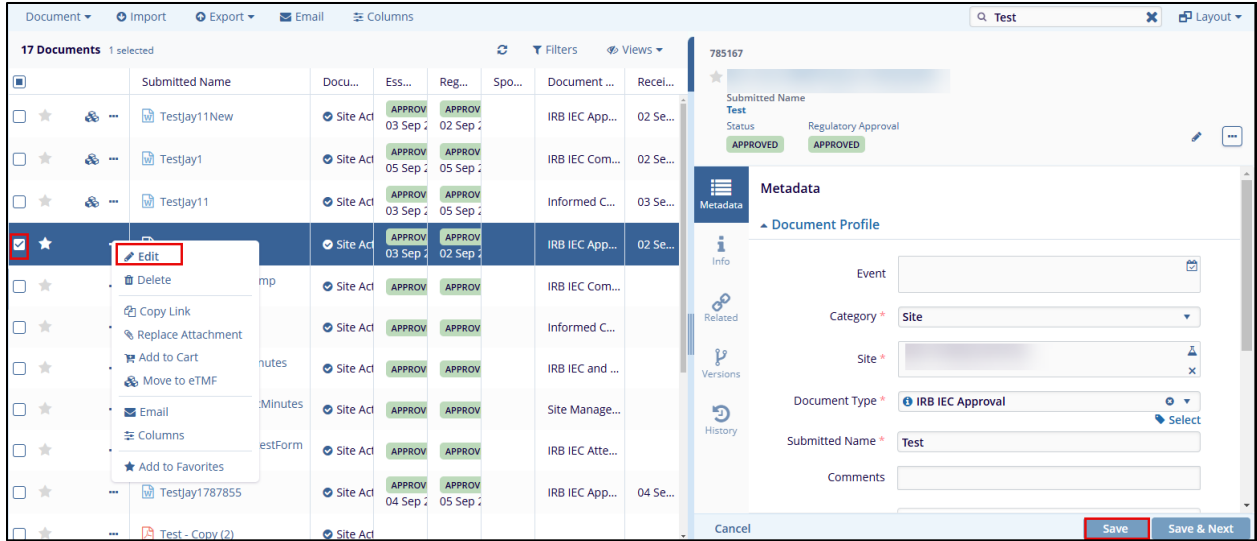 Document Import Export Email Columns Test Layout
17 Documents 1 selected Filters Views
Submitted Name Docu... Ess... Reg... Spo... Document ... Recei...
TestJay11New Site Act APPROV 03 Sep 2 APPROV 02 Sep 2 IRB IEC App... 02 Se...
TestJay1 Site Act APPROV 05 Sep 2 APPROV 05 Sep 2 IRB IEC Com... 02 Se...
TestJay11 Site Act APPROV 03 Sep 2 APPROV 05 Sep 2 Informed C... 03 Se...
Site Act APPROV 03 Sep 2 APPROV 02 Sep 2 IRB IEC App... 02 Se...
mp Site Act APPROV APPROV IRB IEC Com...
Site Act APPROV APPROV Informed C...
nutes Site Act APPROV APPROV IRB IEC and ...
Minutes Site Act APPROV APPROV Site Manage...
estForm Site Act APPROV APPROV IRB IEC Atte...
TestJay1787855 Site Act APPROV 04 Sep 2 APPROV 05 Sep 2 IRB IEC App... 04 Se...
Test - Copy (2) Site Act
Edit
Delete
Copy Link
Replace Attachment
Add to Cart
Move to eTMF
Email
Columns
Add to Favorites
785167
Submitted Name
Test
Status Regulatory Approval
APPROVED APPROVED
Metadata
Info
Related
Versions
History
Metadata
Document Profile
Event
Category * Site
Site *
Document Type * IRB IEC Approval
Select
Submitted Name * Test
Comments
Cancel Save Save & Next